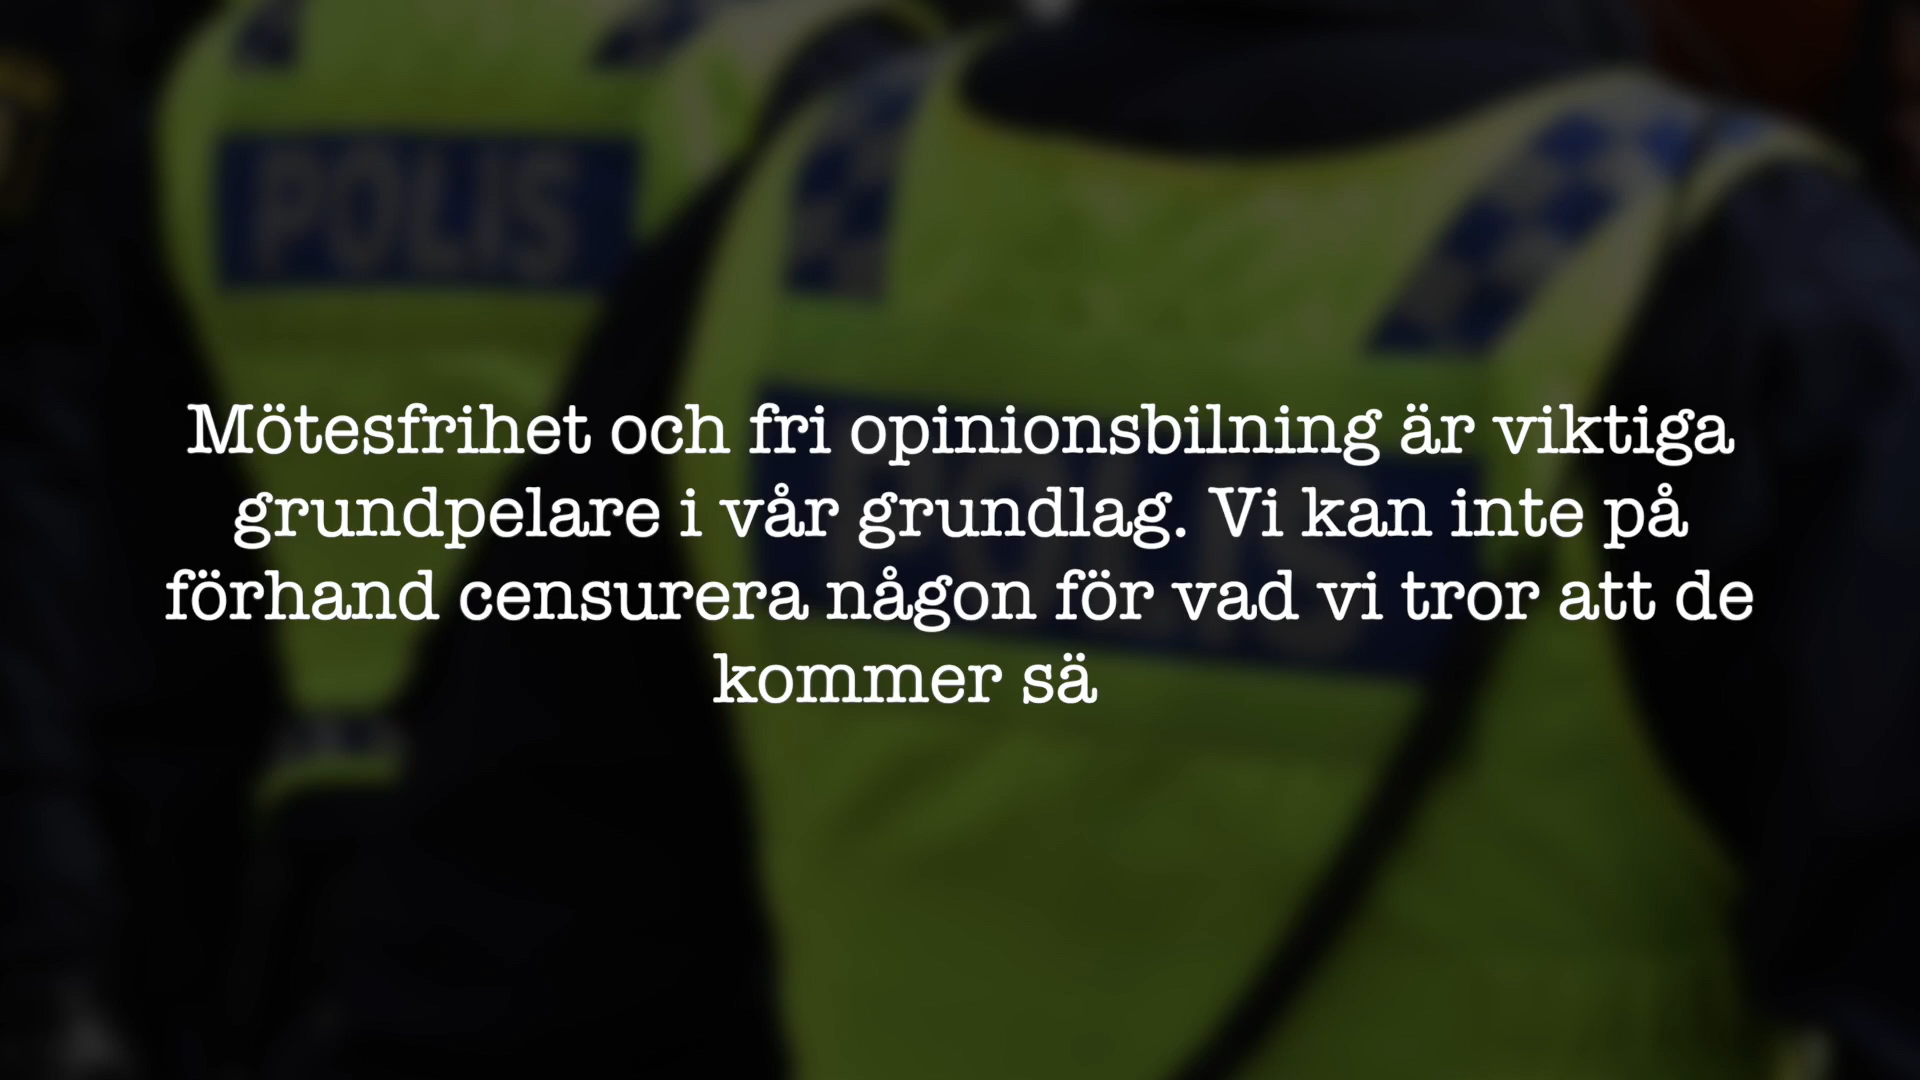 POLIS
POLIS
Mötesfrihet och fri opinionsbilning är viktiga
grundpelare i vår grundlag. Vi kan inte på
förhand censurera någon för vad vi tror att de
kommer sä